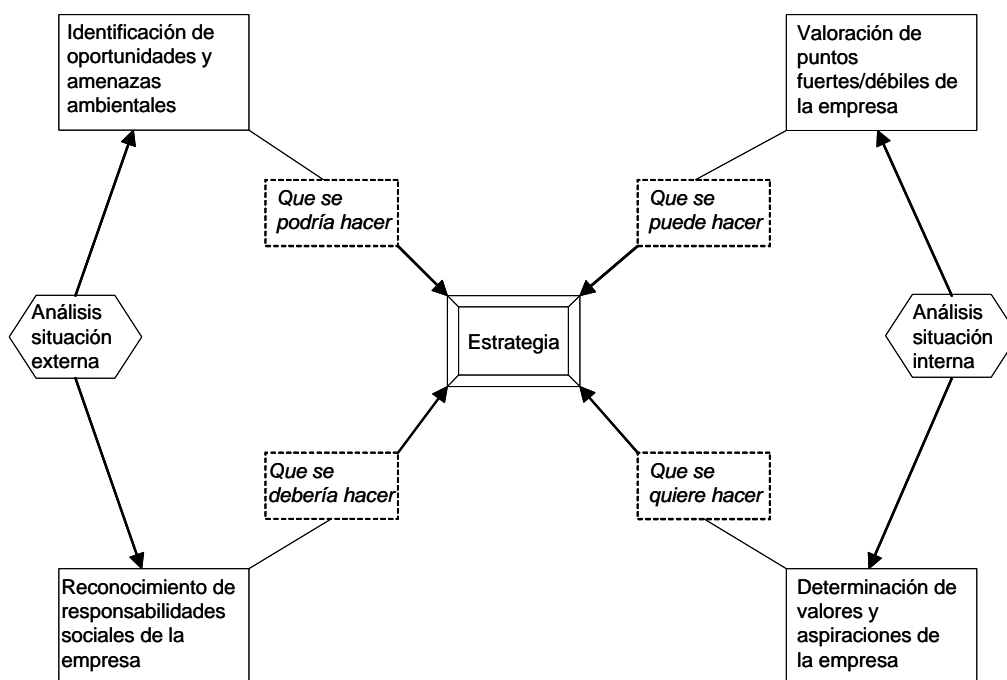 Identificación de
oportunidades y
amenazas
ambientales
Valoración de
puntos
fuertes/débiles de
la empresa
Que se
podría hacer
Que se
puede hacer
Análisis
situación
externa
Estrategia
Análisis
situación
interna
Que se
debería hacer
Que se
quiere hacer
Reconocimiento de
responsabilidades
sociales de la
empresa
Determinación de
valores y
aspiraciones de
la empresa